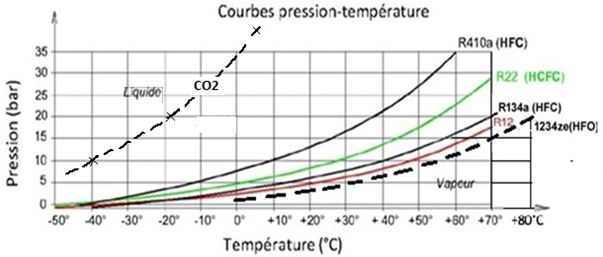 Courbes pression-température
Pression (bar)
35
30
25
20
15
10
5
0
Liquide
CO2
R410a (HFC)
R22 (HCFC)
R134a (HFC)
R12
1234ze(HFO)
Vapeur
-50° -40° -30° -20° -10° 0°C +10° +20° +30° +40° +50° +60° +70° +80°C
Température (°C)